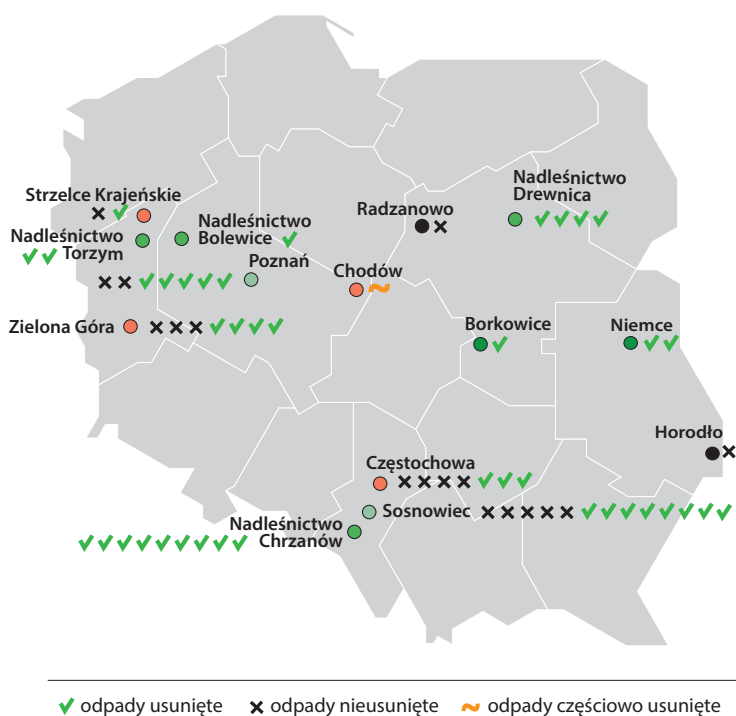 Strzelce Krajeńskie
Nadleśnictwo
Torzym
Nadleśnictwo
Bolewice
Poznań
Zielona Góra
Radzanowo
Chodów
Nadleśnictwo
Drewnica
Borkowice
Niemce
Horodło
Częstochowa
Sosnowiec
Nadleśnictwo
Chrzanów
odpady usunięte odpady nieusunięte odpady częściowo usunięte